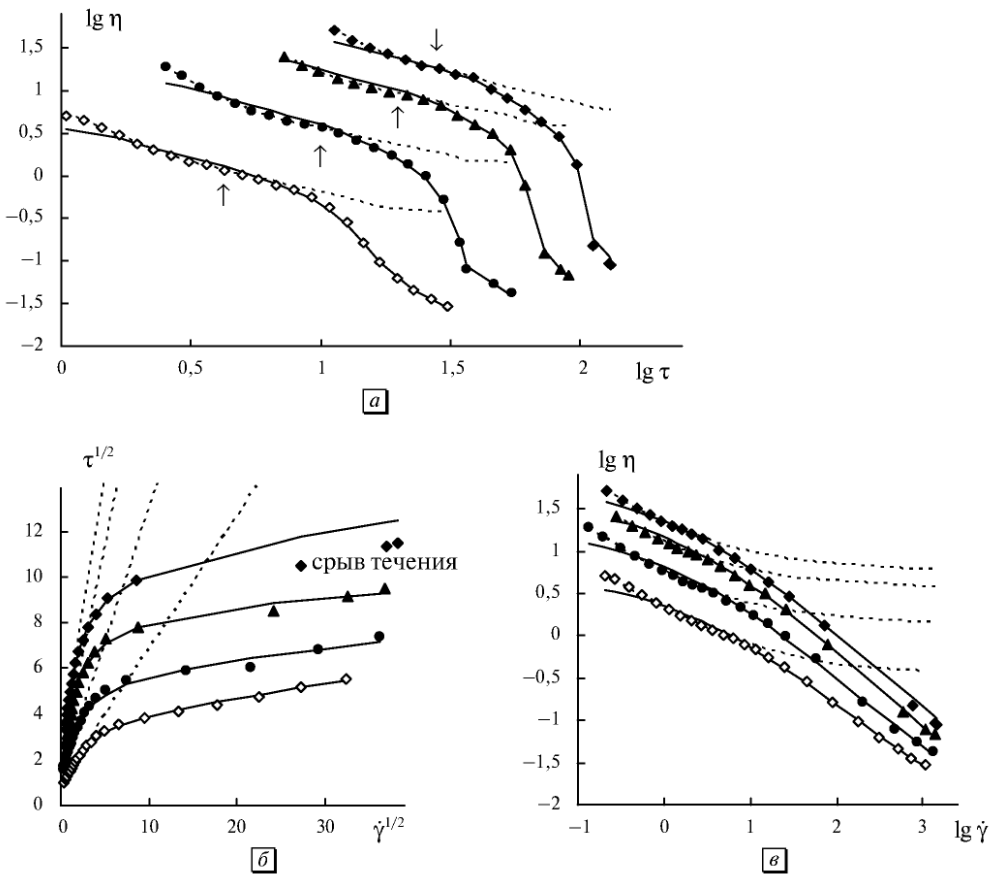 lg η
1,5
1
0,5
0
−0,5
−1
−1,5
−2
0 0,5 1 1,5 2
lg τ
а
τ1/2
12
10
8
6
4
2
0
срыв течения
0 10 20 30
γ̇1/2
б
lg η
1,5
1
0,5
0
−0,5
−1
−1,5
−2
−1 0 1 2 3
lg γ̇
в